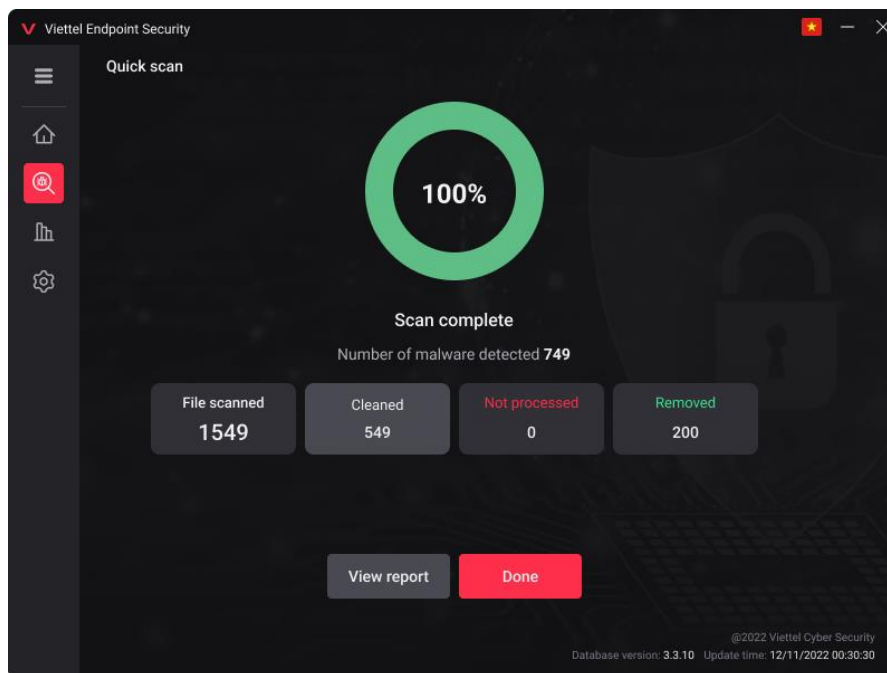 Viettel Endpoint Security
Quick scan
100%
Scan complete
Number of malware detected 749
File scanned
1549
Cleaned
549
Not processed
0
Removed
200
View report
Done
@2022 Viettel Cyber Security
Database version: 3.3.10 Update time: 12/11/2022 00:30:30